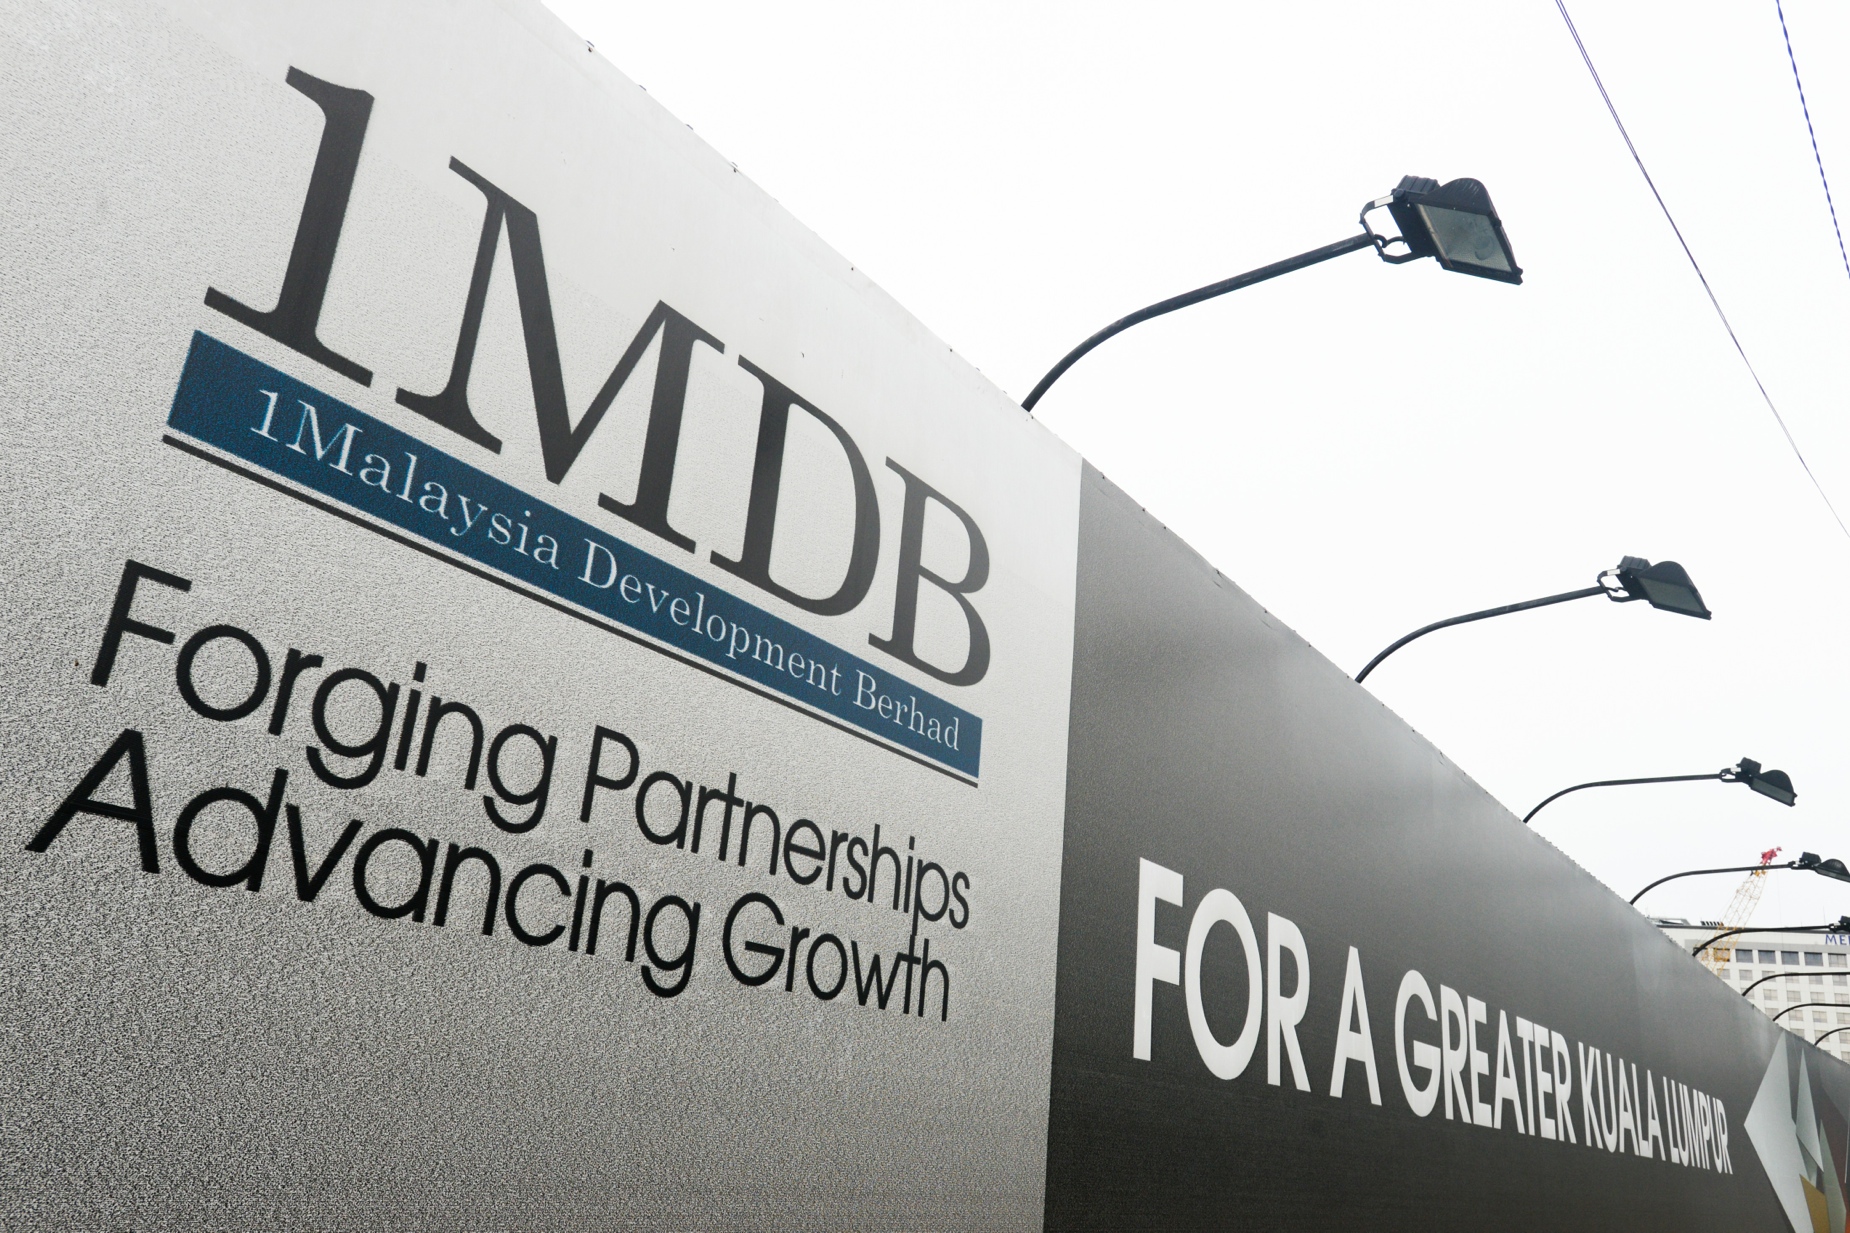 1MDB
1Malaysia Development Berhad
Forging Partnerships
Advancing Growth
FOR A GREATER KUALA LUMPUR